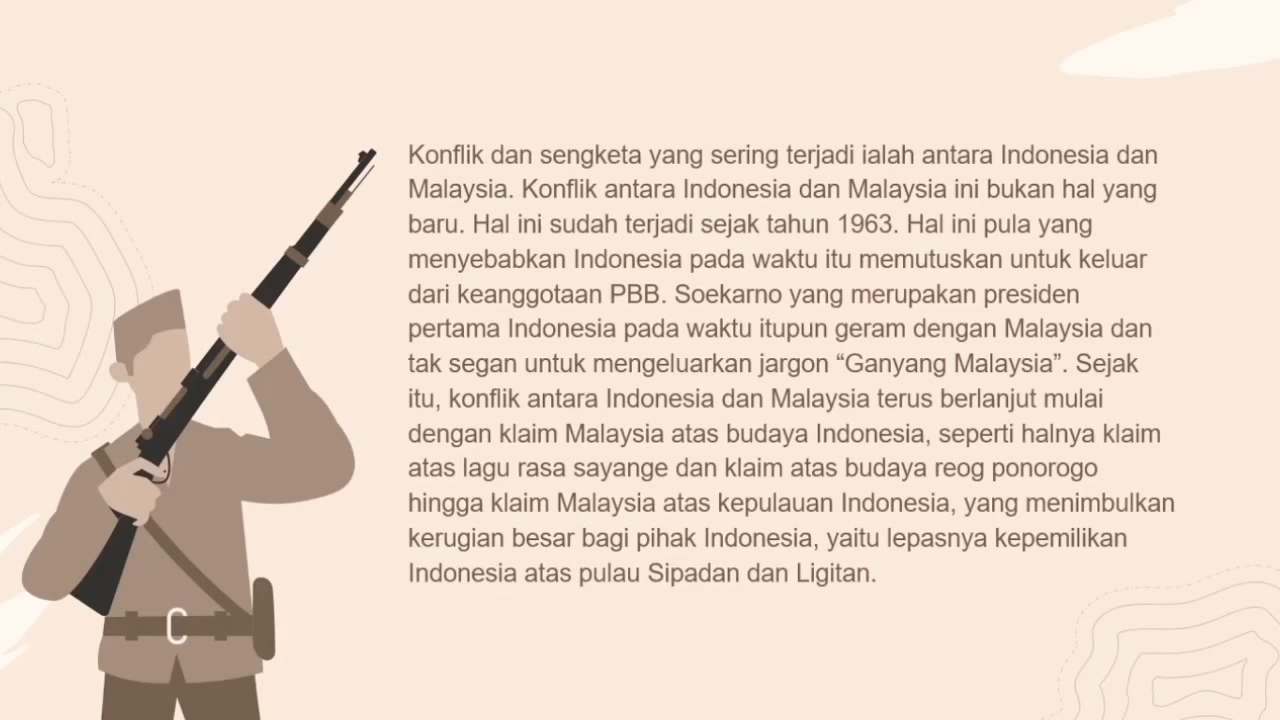 Konflik dan sengketa yang sering terjadi ialah antara Indonesia dan
Malaysia. Konflik antara Indonesia dan Malaysia ini bukan hal yang
baru. Hal ini sudah terjadi sejak tahun 1963. Hal ini pula yang
menyebabkan Indonesia pada waktu itu memutuskan untuk keluar
dari keanggotaan PBB. Soekarno yang merupakan presiden
pertama Indonesia pada waktu itupun geram dengan Malaysia dan
tak segan untuk mengeluarkan jargon “Ganyang Malaysia”. Sejak
itu, konflik antara Indonesia dan Malaysia terus berlanjut mulai
dengan klaim Malaysia atas budaya Indonesia, seperti halnya klaim
atas lagu rasa sayange dan klaim atas budaya reog ponorogo
hingga klaim Malaysia atas kepulauan Indonesia, yang menimbulkan
kerugian besar bagi pihak Indonesia, yaitu lepasnya kepemilikan
Indonesia atas pulau Sipadan dan Ligitan.